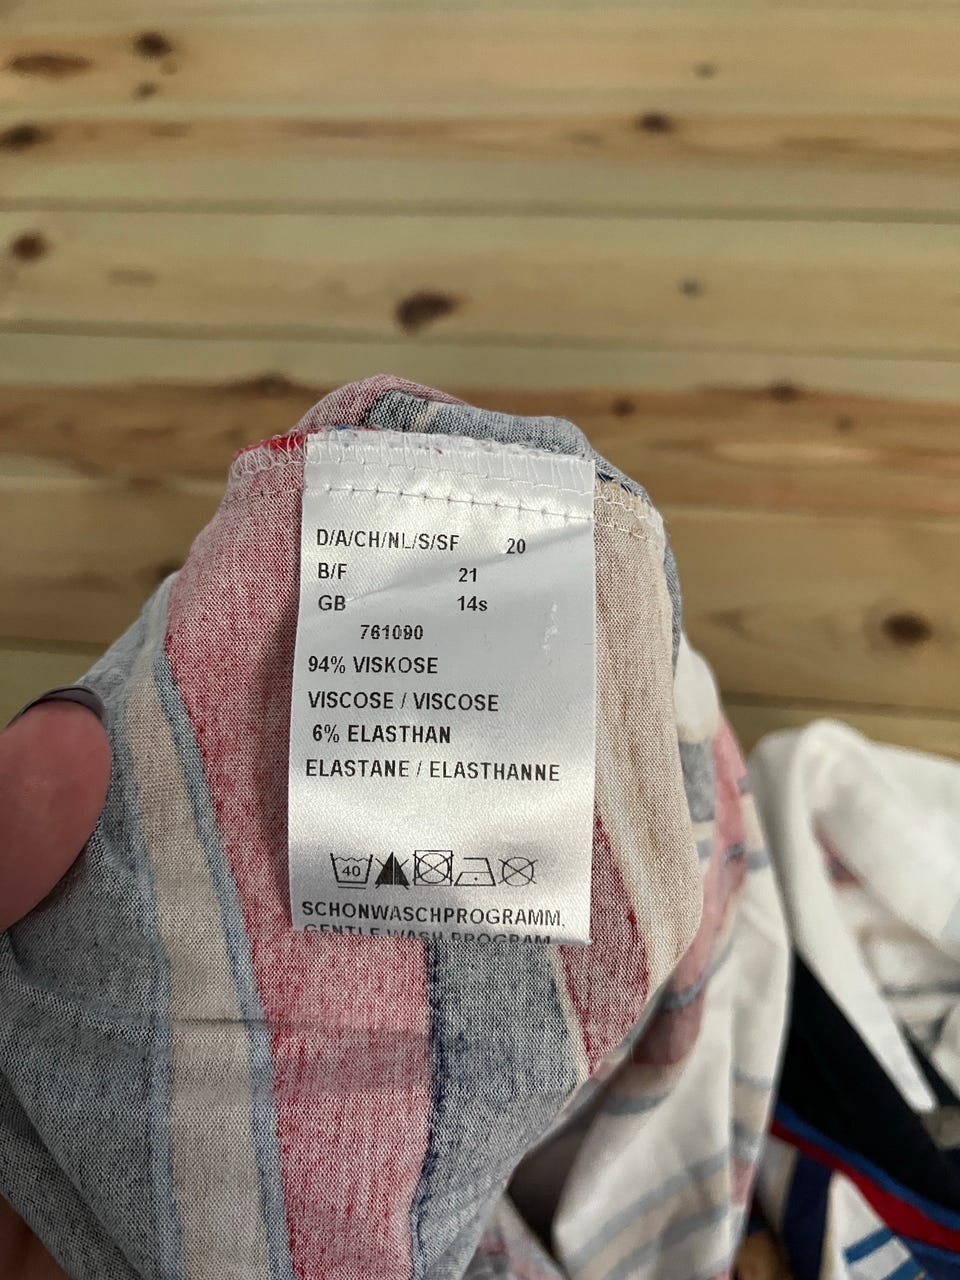 D/A/CH/NL/S/SF 20
B/F 21
GB 14s
761090
94% VISKOSE
VISCOSE / VISCOSE
6% ELASTHAN
ELASTANE / ELASTHANNE
40
SCHONWASCHPROGRAMM,
GENTLE WASH PROGRAM